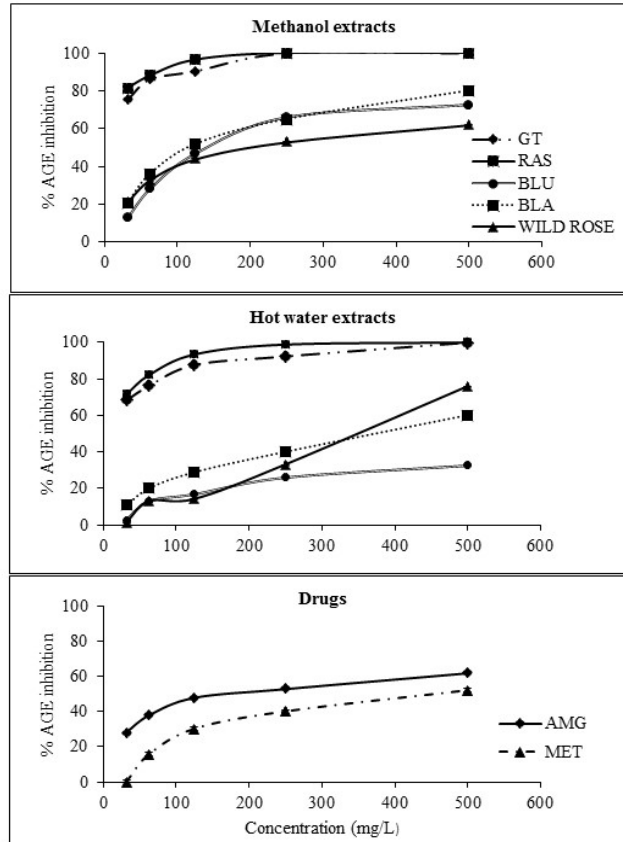 Methanol extracts
% AGE inhibition
100
80
60
40
20
0
0 100 200 300 400 500 600
GT
RAS
BLU
BLA
WILD ROSE
Hot water extracts
% AGE inhibition
100
80
60
40
20
0
0 100 200 300 400 500 600
Drugs
% AGE inhibition
100
80
60
40
20
0
0 100 200 300 400 500 600
AMG
MET
Concentration (mg/L)